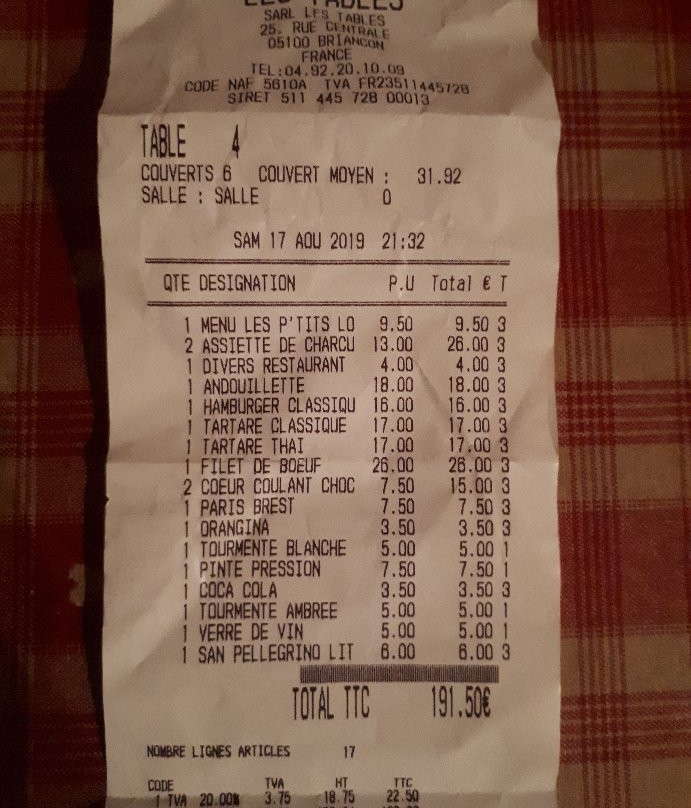 LES TABLES
SARL LES TABLES
25. RUE CENTRALE
05100 BRIANCON
FRANCE
TEL:04.92.20.10.09
CODE NAF 5610A TVA FR23511445728
SIRET 511 445 728 00013
TABLE 4
COUVERTS 6 COUVERT MOYEN : 31.92
SALLE : SALLE 0
SAM 17 AOU 2019 21:32
QTE DESIGNATION P.U Total € T
1 MENU LES P'TITS LO 9.50 9.50 3
2 ASSIETTE DE CHARCU 13.00 26.00 3
1 DIVERS RESTAURANT 4.00 4.00 3
1 ANDOUILLETTE 18.00 18.00 3
1 HAMBURGER CLASSIQU 16.00 16.00 3
1 TARTARE CLASSIQUE 17.00 17.00 3
1 TARTARE THAI 17.00 17.00 3
1 FILET DE BOEUF 26.00 26.00 3
2 COEUR COULANT CHOC 7.50 15.00 3
1 PARIS BREST 7.50 7.50 3
1 ORANGINA 3.50 3.50 3
1 TOURMENTE BLANCHE 5.00 5.00 1
1 PINTE PRESSION 7.50 7.50 1
1 COCA COLA 3.50 3.50 3
1 TOURMENTE AMBREE 5.00 5.00 1
1 VERRE DE VIN 5.00 5.00 1
1 SAN PELLEGRINO LIT 6.00 6.00 3
TOTAL TTC 191.50€
NOMBRE LIGNES ARTICLES 17
CODE TVA HT TTC
1 TVA 20.00% 3.75 18.75 22.50